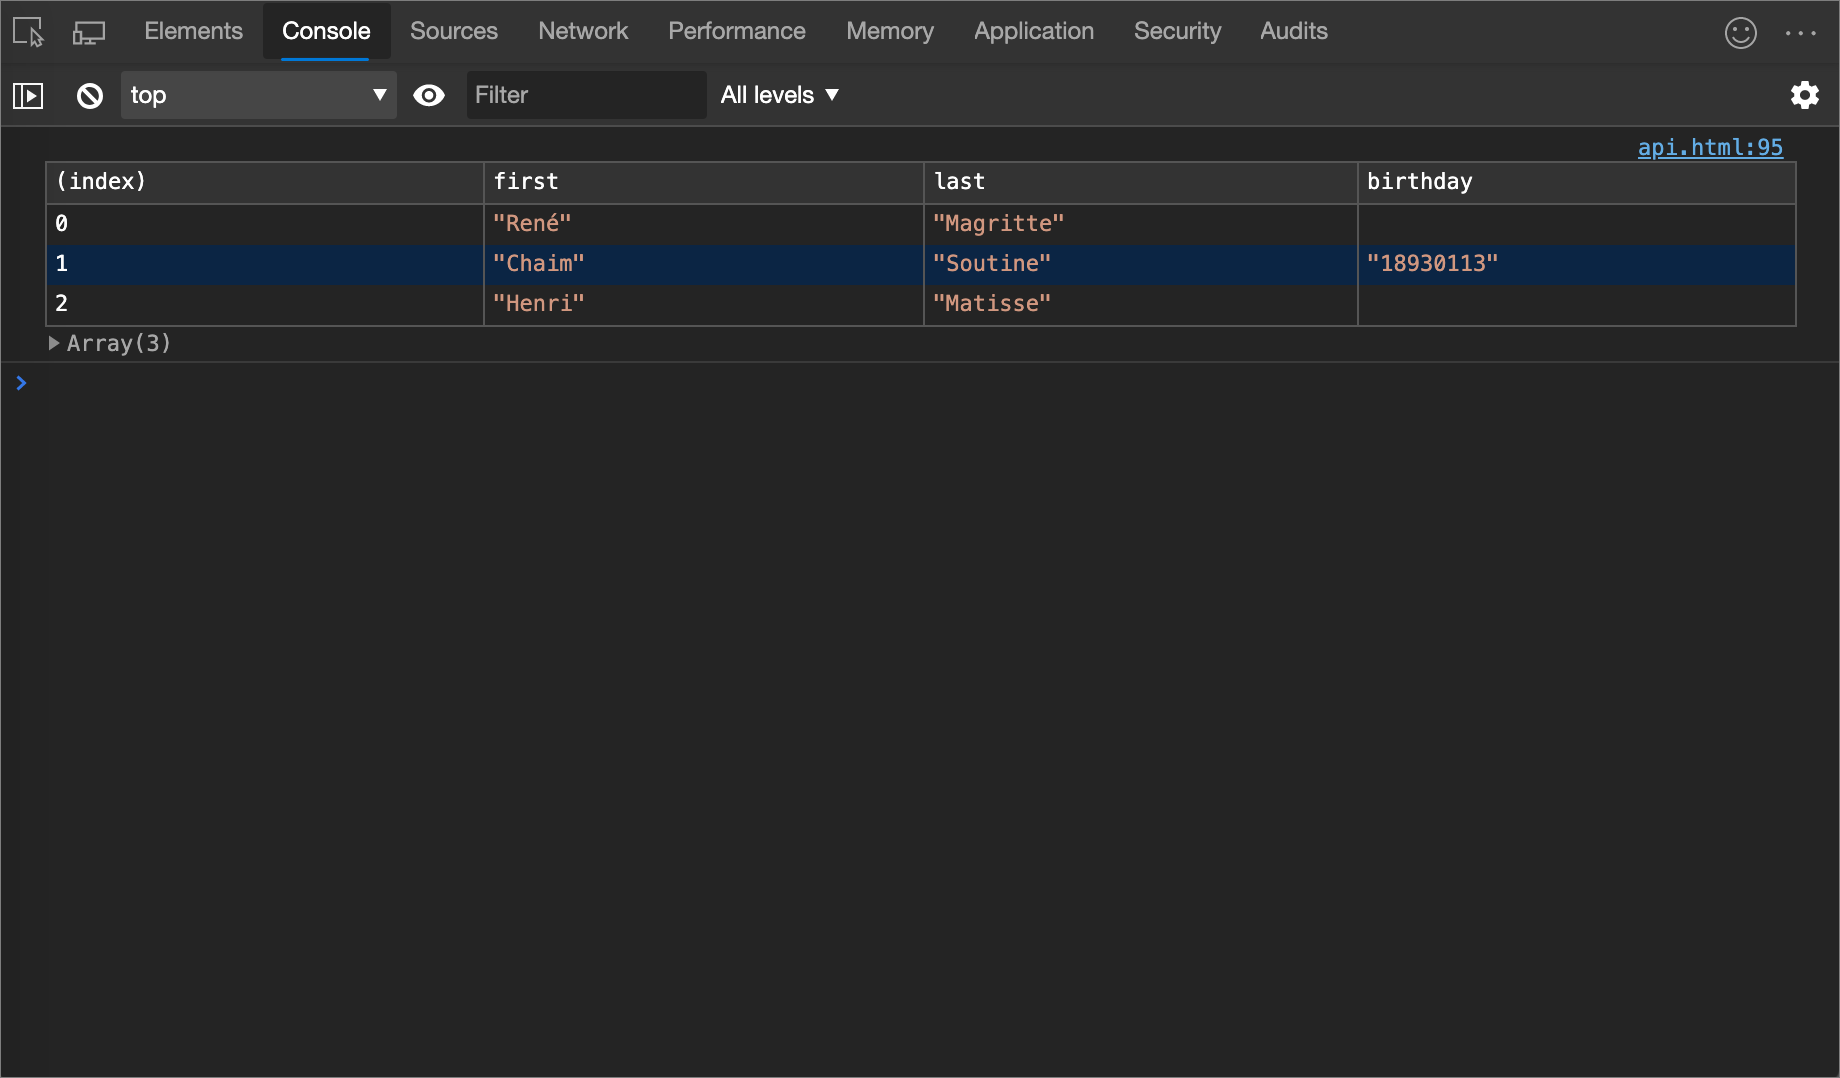 Elements Console Sources Network Performance Memory Application Security Audits
top Filter All levels
api.html:95
(index) first last birthday
0 "René" "Magritte"
1 "Chaim" "Soutine" "18930113"
2 "Henri" "Matisse"
Array(3)